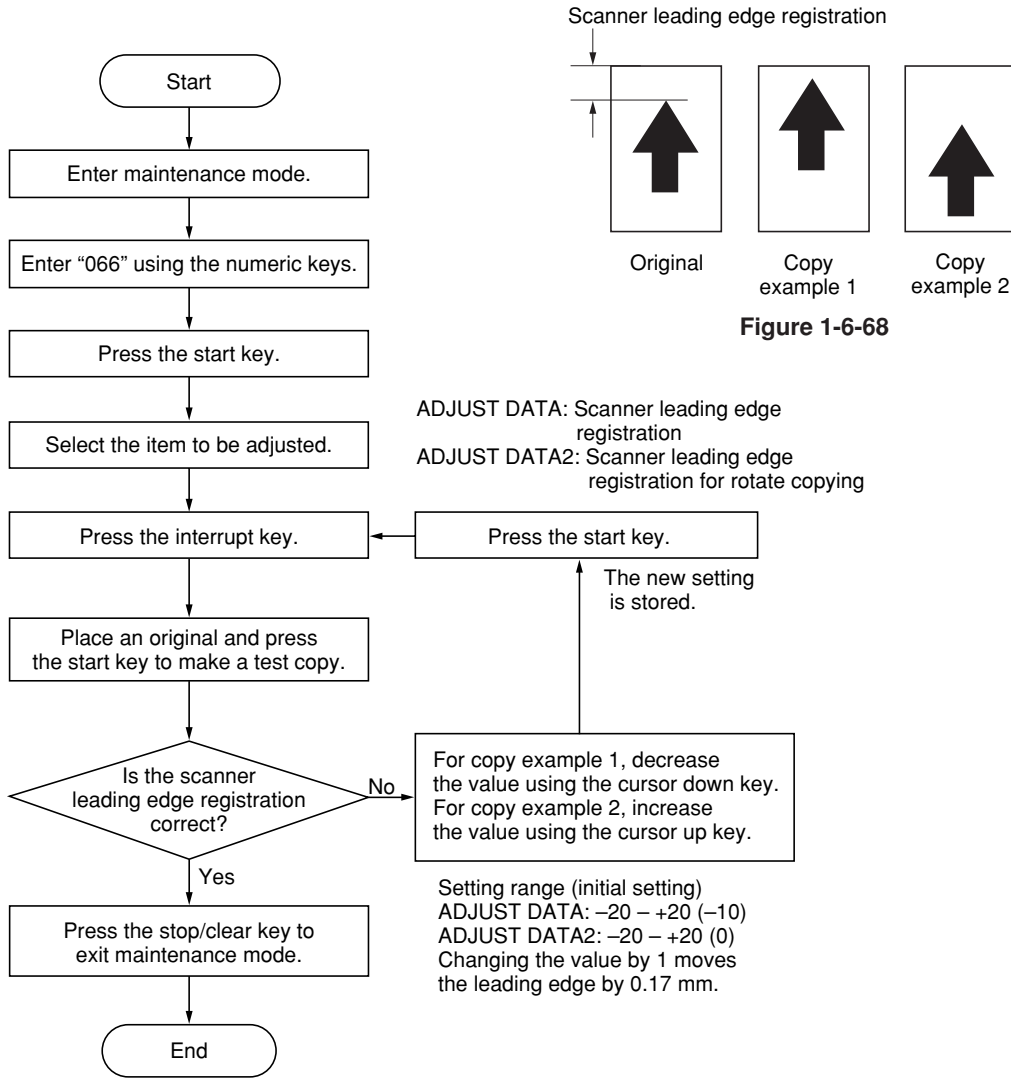 Scanner leading edge registration
Original
Copy
example 1
Copy
example 2
Figure 1-6-68
Start
Enter maintenance mode.
Enter “066” using the numeric keys.
Press the start key.
Select the item to be adjusted.
ADJUST DATA: Scanner leading edge
registration
ADJUST DATA2: Scanner leading edge
registration for rotate copying
Press the interrupt key.
Press the start key.
The new setting
is stored.
Place an original and press
the start key to make a test copy.
Is the scanner
leading edge registration
correct?
No
For copy example 1, decrease
the value using the cursor down key.
For copy example 2, increase
the value using the cursor up key.
Setting range (initial setting)
ADJUST DATA: –20 – +20 (–10)
ADJUST DATA2: –20 – +20 (0)
Changing the value by 1 moves
the leading edge by 0.17 mm.
Yes
Press the stop/clear key to
exit maintenance mode.
End